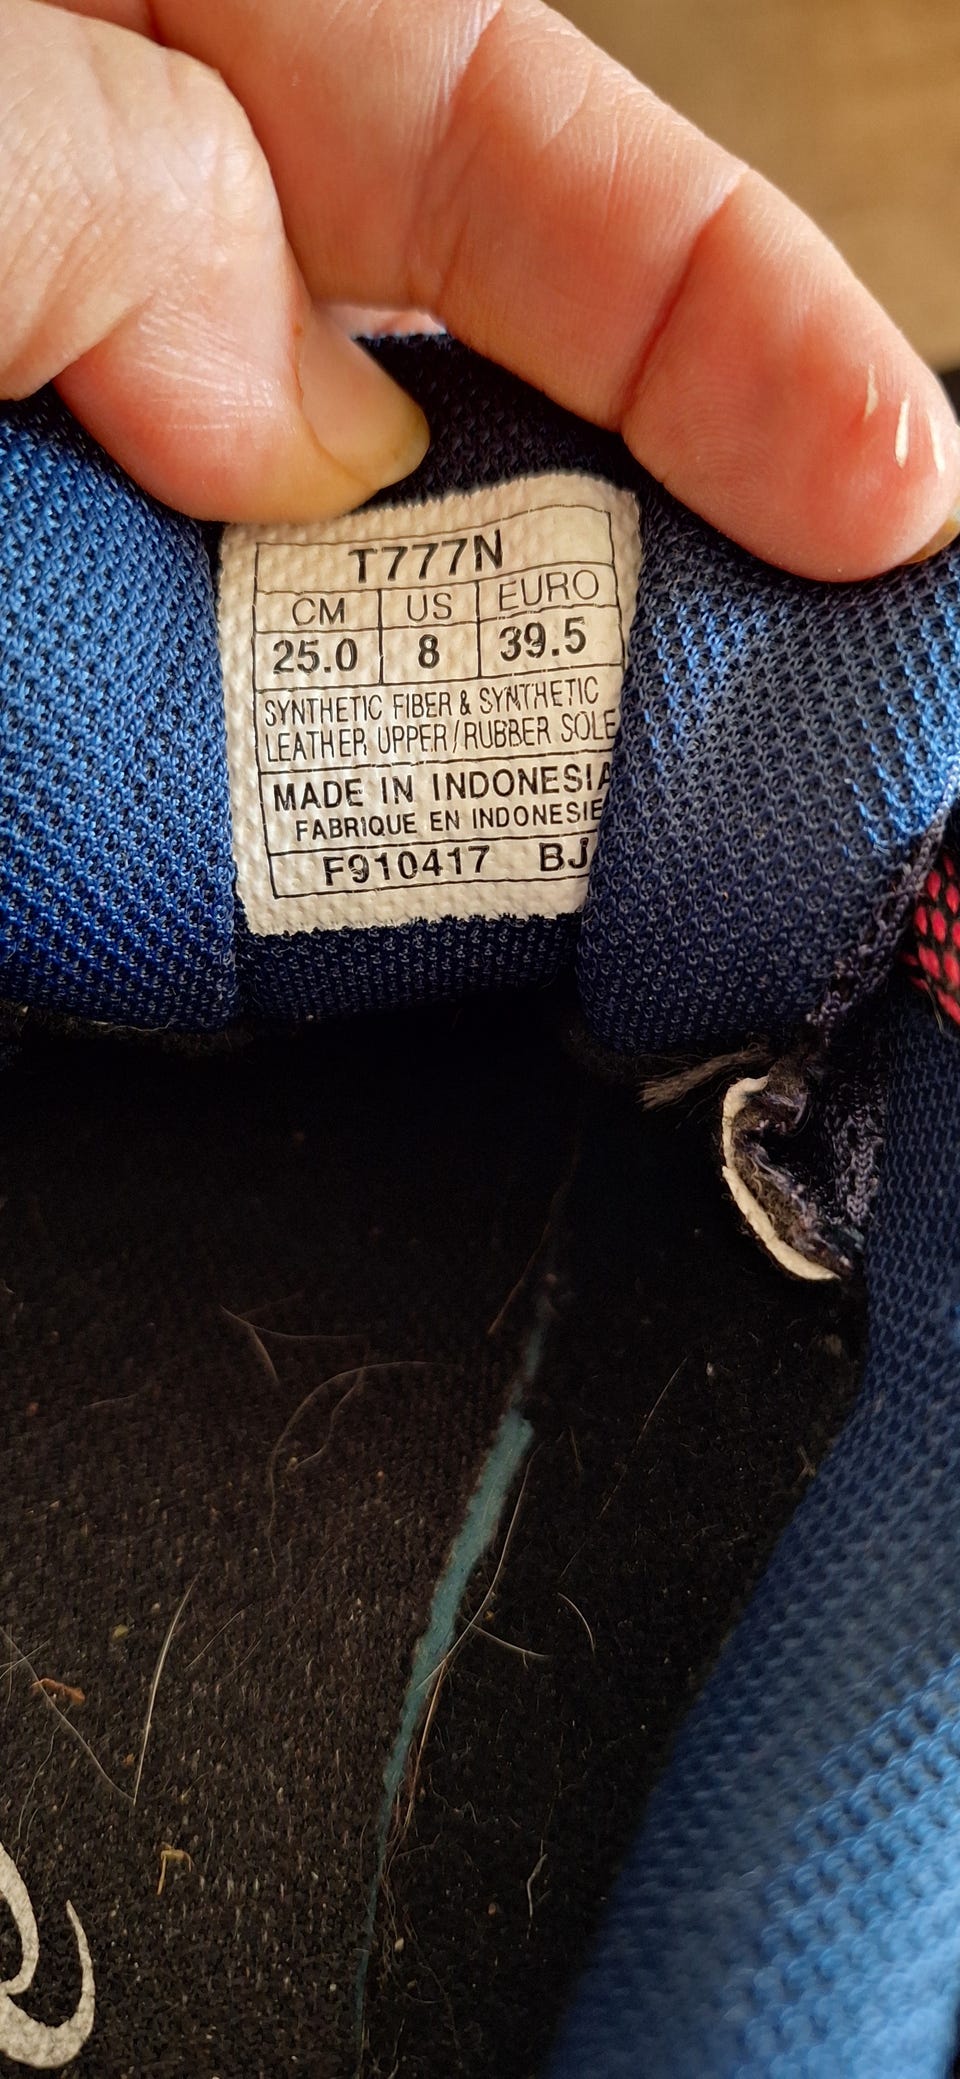 T777N
CM US EURO
25.0 8 39.5
SYNTHETIC FIBER & SYNTHETIC
LEATHER UPPER/RUBBER SOLE
MADE IN INDONESIA
FABRIQUE EN INDONESIE
F910417 BJ